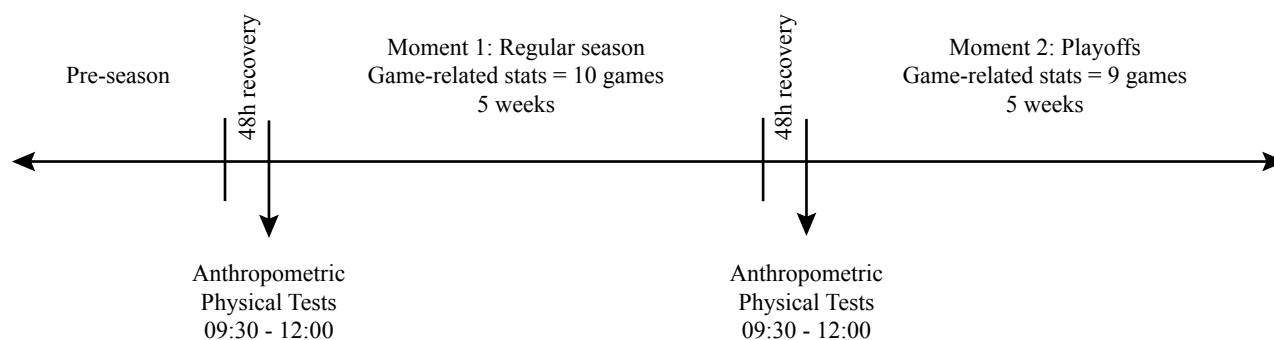 Pre-season
48h recovery
Moment 1: Regular season
Game-related stats = 10 games
5 weeks
48h recovery
Moment 2: Playoffs
Game-related stats = 9 games
5 weeks
Anthropometric
Physical Tests
09:30 - 12:00
Anthropometric
Physical Tests
09:30 - 12:00